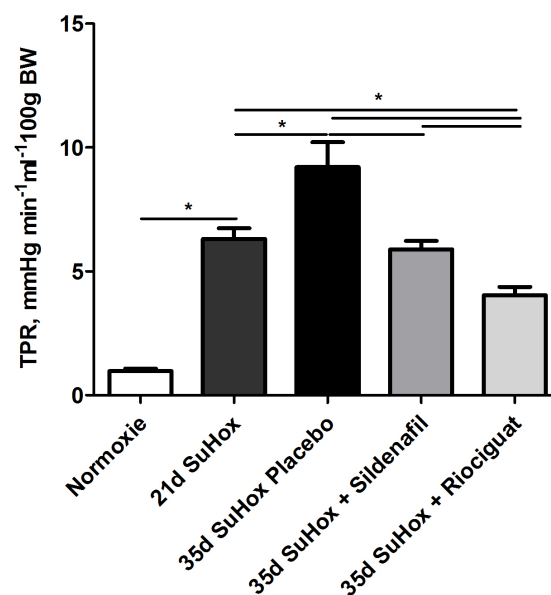 TPR, mmHg min⁻¹ml⁻¹100g BW
15
10
5
0
*
*
*
Normoxie
21d SuHox
35d SuHox Placebo
35d SuHox + Sildenafil
35d SuHox + Riociguat